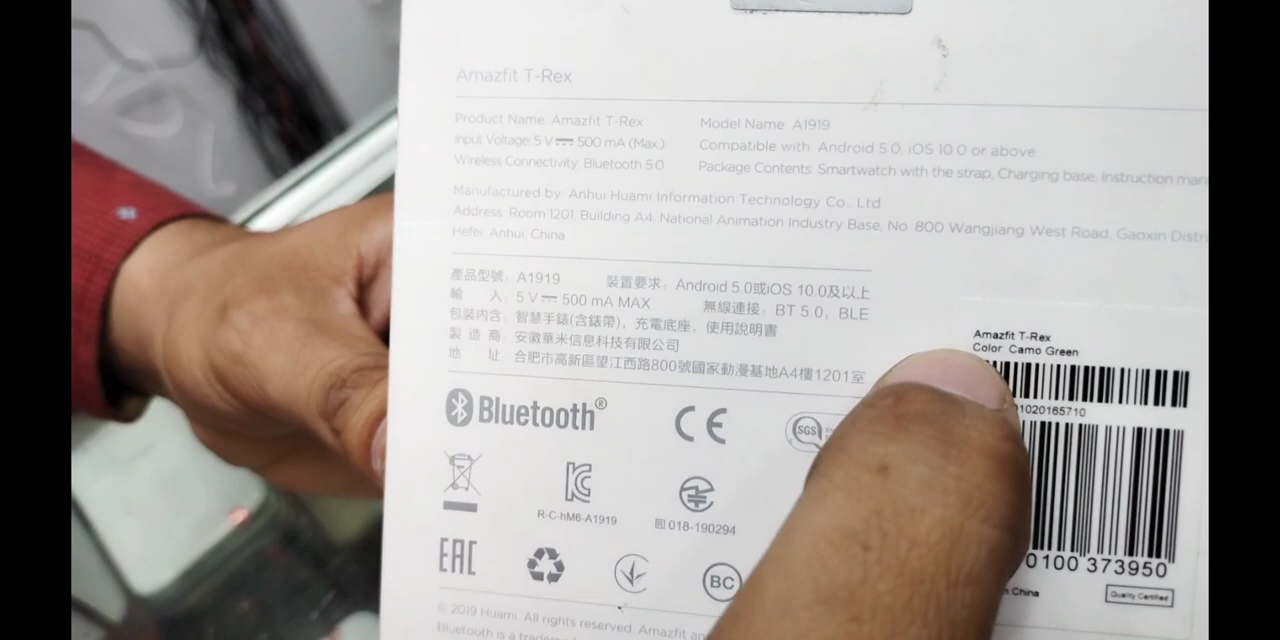 Amazfit T-Rex
Product Name: Amazfit T-Rex
Model Name: A1919
Input Voltage: 5 V⎓ 500 mA (Max.)
Compatible with: Android 5.0, iOS 10.0 or above
Wireless Connectivity: Bluetooth 5.0
Package Contents: Smartwatch with the strap, Charging base, Instruction man
Manufactured by: Anhui Huami Information Technology Co., Ltd
Address: Room 1201, Building A4, National Animation Industry Base, No. 800 Wangjiang West Road, Gaoxin Distri
Hefei, Anhui, China
產品型號: A1919 裝置要求: Android 5.0或iOS 10.0及以上
輸 入: 5 V⎓ 500 mA MAX 無線連接: BT 5.0, BLE
包裝內含: 智慧手錶(含錶帶), 充電底座, 使用說明書
製 造 商: 安徽華米信息科技有限公司
地 址: 合肥市高新區望江西路800號國家動漫基地A4樓1201室
Amazfit T-Rex
Color: Camo Green
1020165710
Bluetooth®
CE
SGS
R-C-hM6-A1919
018-190294
0100 373950
EAC
BC
China
Quality Certified
© 2019 Huami. All rights reserved. Amazfit an
Bluetooth is a tradem